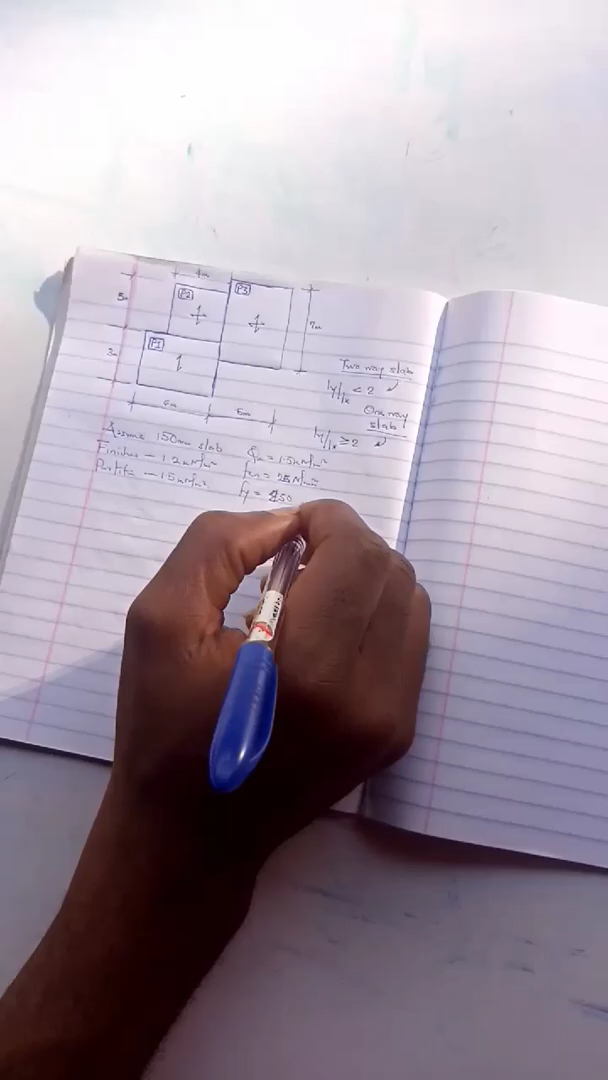 4m
5m
P2
P3
7m
P1
3m
6m
5m
Two way slab
ly/lx < 2
One way
slab
ly/lx ≥ 2
Assume 150mm slab
Finishes - 1.2 kN/m²
Partition - 1.5 kN/m²
Qk = 1.5 kN/m²
fcu = 25 N/mm²
fy = 250